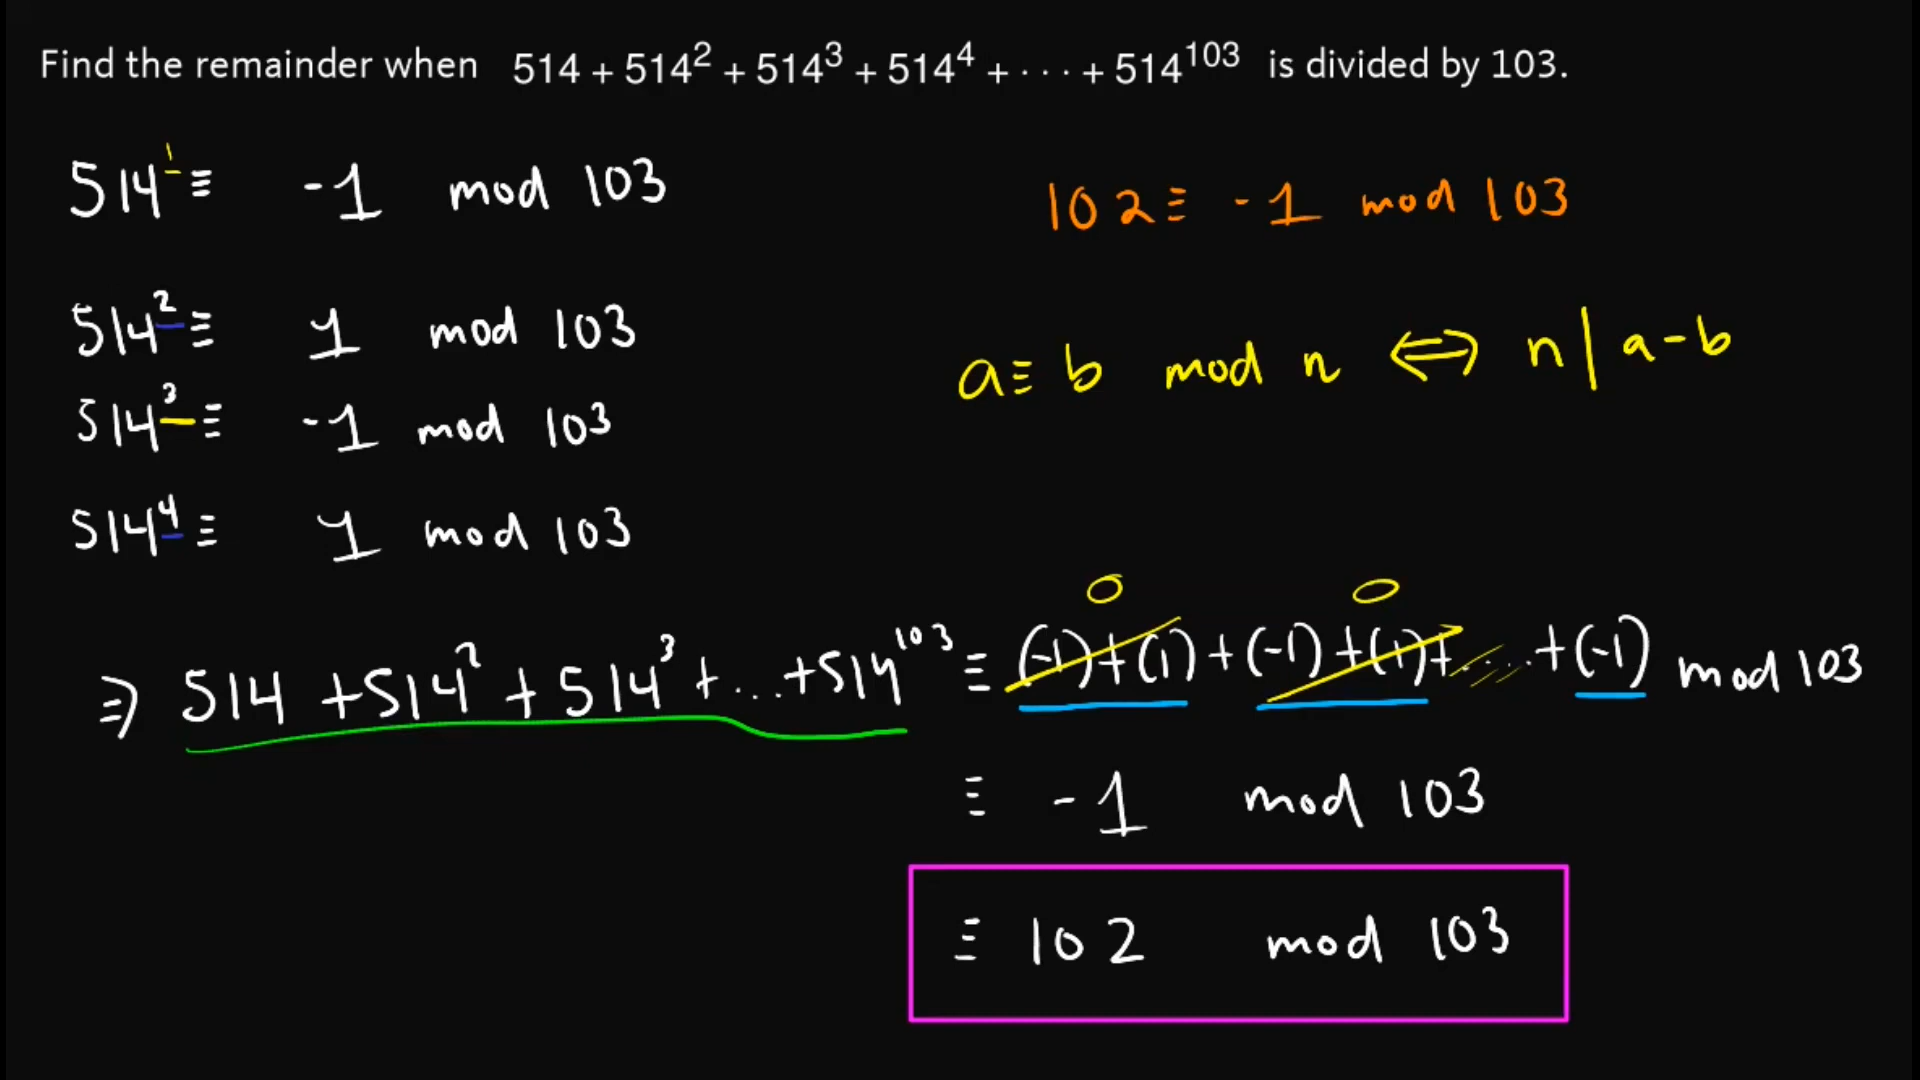 Find the remainder when 514 + 514² + 514³ + 514⁴ + · · · + 514¹⁰³ is divided by 103.
514¹ ≡ -1 mod 103
102 ≡ -1 mod 103
514² ≡ 1 mod 103
a ≡ b mod n ⟺ n | a - b
514³ ≡ -1 mod 103
514⁴ ≡ 1 mod 103
0 0
⇒ 514 + 514² + 514³ + ... + 514¹⁰³ ≡ (-1) + (1) + (-1) + (1) + .... + (-1) mod 103
≡ -1 mod 103
≡ 102 mod 103